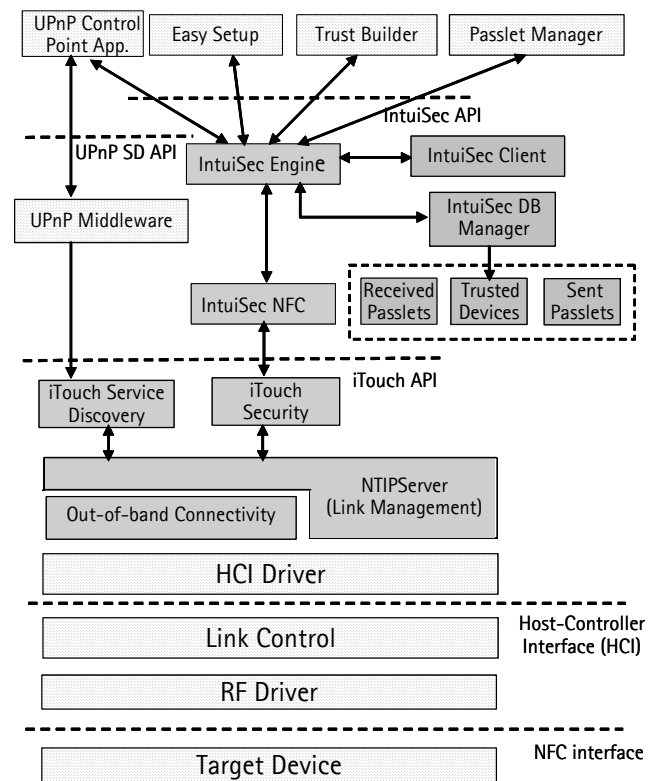 UPnP Control
Point App.
Easy Setup
Trust Builder
Passlet Manager
IntuiSec API
UPnP SD API
IntuiSec Engine
IntuiSec Client
UPnP Middleware
IntuiSec DB
Manager
IntuiSec NFC
Received
Passlets
Trusted
Devices
Sent
Passlets
iTouch API
iTouch Service
Discovery
iTouch
Security
NTIPServer
(Link Management)
Out-of-band Connectivity
HCI Driver
Host-Controller
Interface (HCI)
Link Control
RF Driver
NFC interface
Target Device